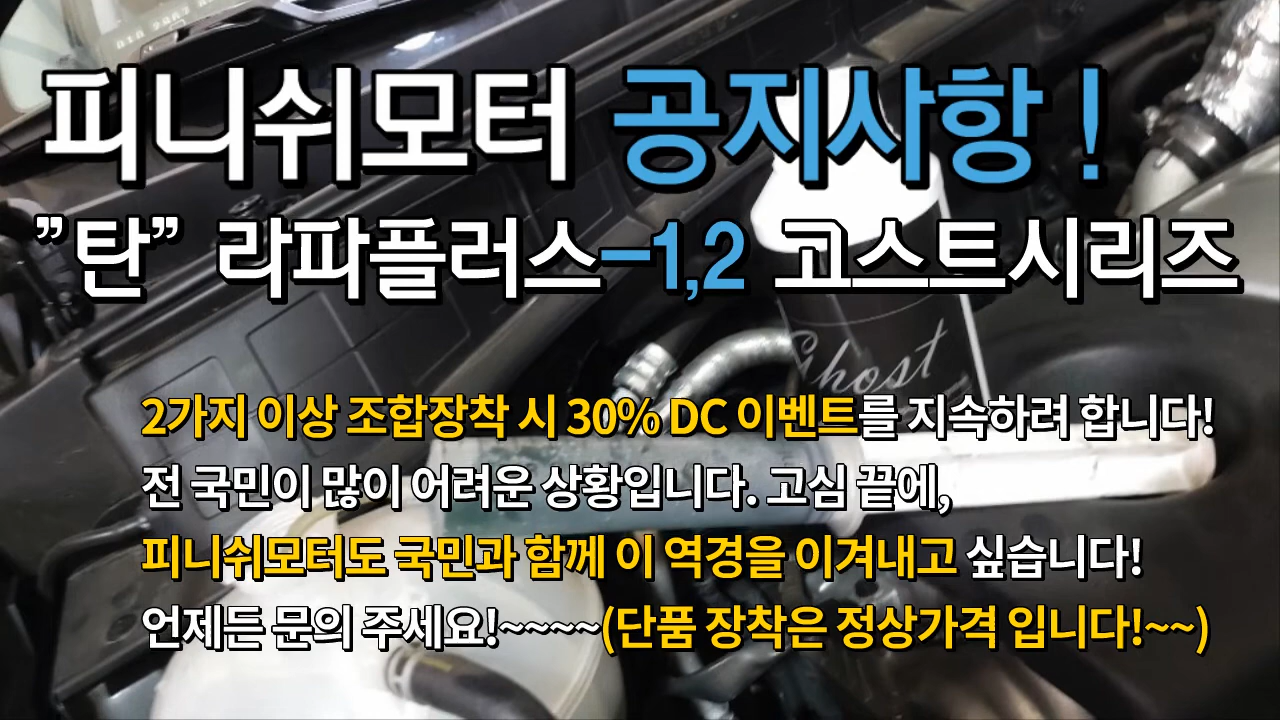 피니쉬모터 공지사항 !
"탄" 라파플러스-1,2 고스트시리즈
Ghost
2가지 이상 조합장착 시 30% DC 이벤트를 지속하려 합니다!
전 국민이 많이 어려운 상황입니다. 고심 끝에,
피니쉬모터도 국민과 함께 이 역경을 이겨내고 싶습니다!
언제든 문의 주세요!~~~~(단품 장착은 정상가격 입니다!~~)